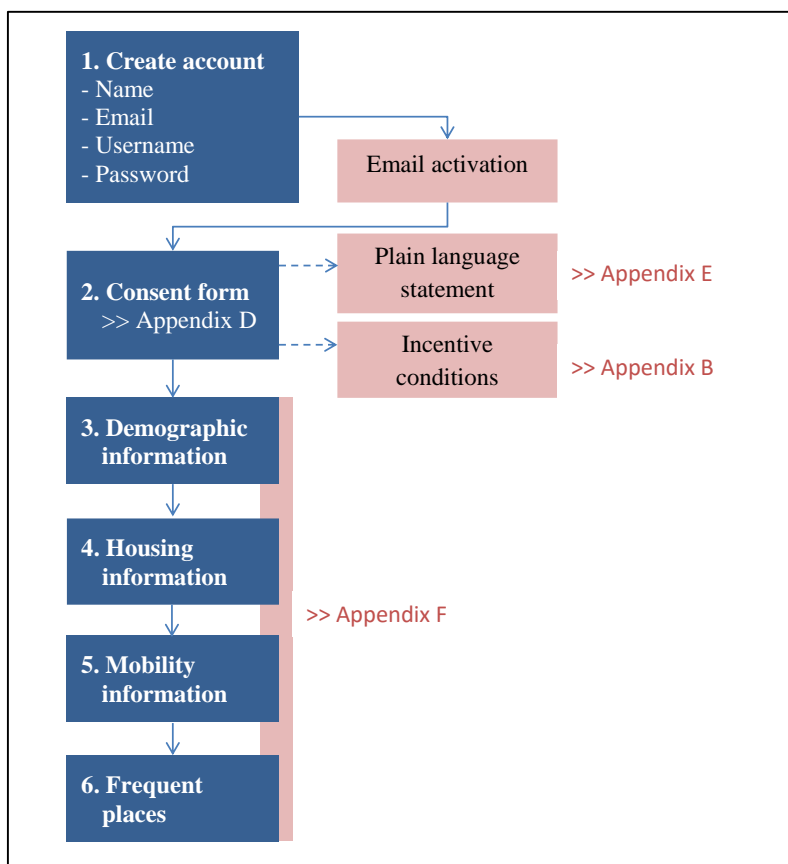 1. Create account
- Name
- Email
- Username
- Password
Email activation
2. Consent form
>> Appendix D
Plain language
statement
>> Appendix E
Incentive
conditions
>> Appendix B
3. Demographic
information
4. Housing
information
>> Appendix F
5. Mobility
information
6. Frequent
places